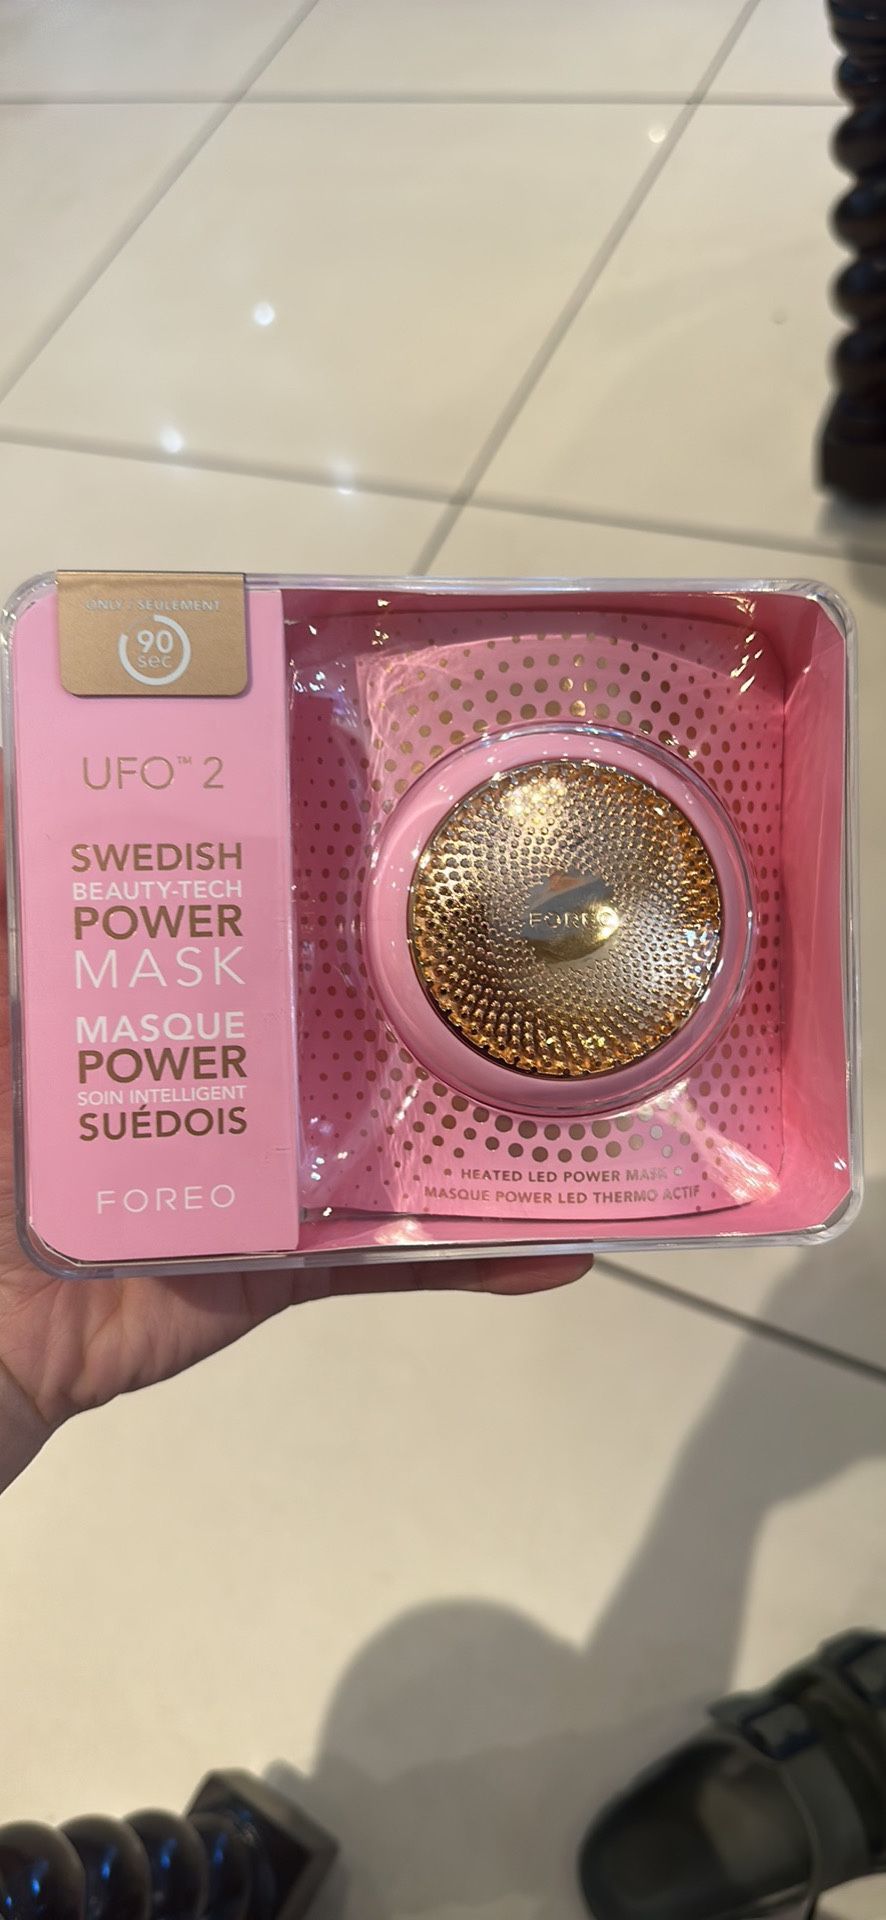 ONLY / SEULEMENT
90
sec
UFO™ 2
SWEDISH
BEAUTY-TECH
POWER
MASK
MASQUE
POWER
SOIN INTELLIGENT
SUÉDOIS
FOREO
FOREO
HEATED LED POWER MASK
MASQUE POWER LED THERMO ACTIF